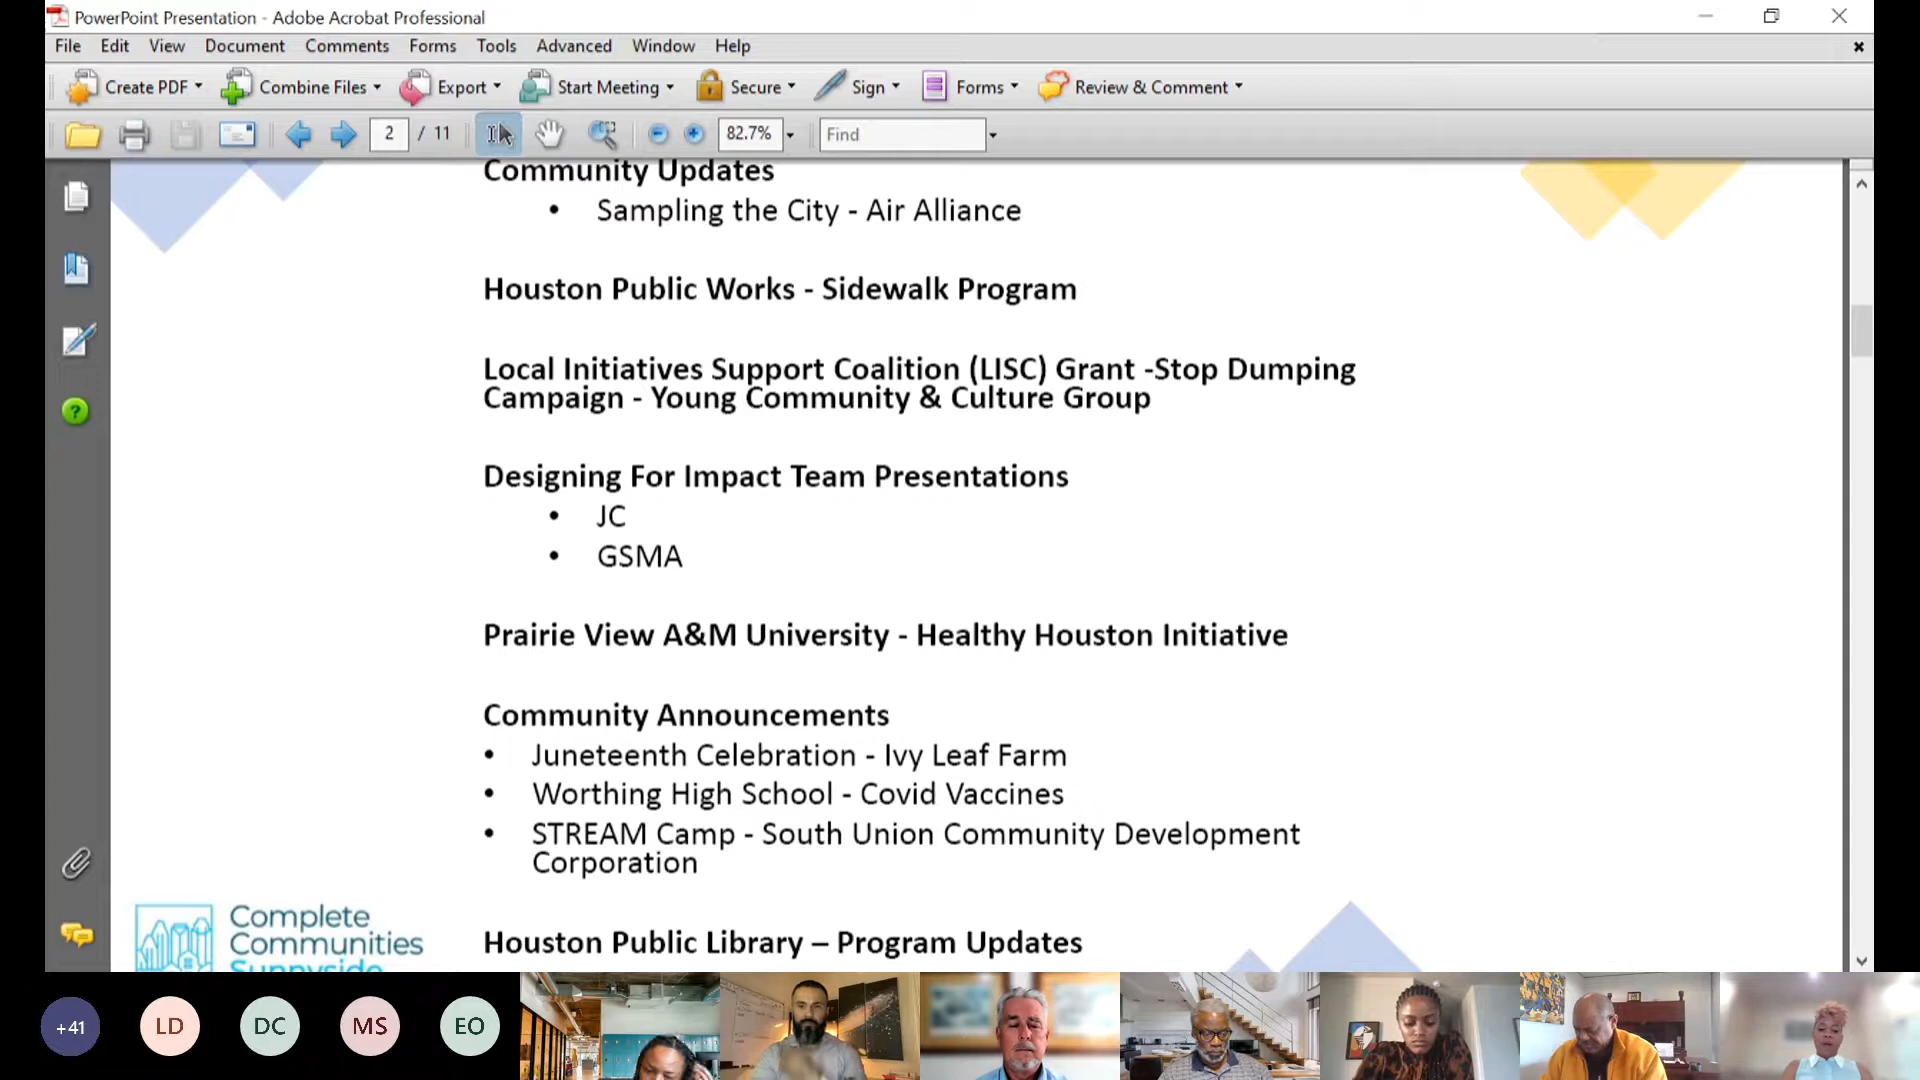 PowerPoint Presentation - Adobe Acrobat Professional
File Edit View Document Comments Forms Tools Advanced Window Help
Create PDF Combine Files Export Start Meeting Secure Sign Forms Review & Comment
2 / 11 82.7% Find
Community Updates
• Sampling the City - Air Alliance
Houston Public Works - Sidewalk Program
Local Initiatives Support Coalition (LISC) Grant -Stop Dumping
Campaign - Young Community & Culture Group
Designing For Impact Team Presentations
• JC
• GSMA
Prairie View A&M University - Healthy Houston Initiative
Community Announcements
• Juneteenth Celebration - Ivy Leaf Farm
• Worthing High School - Covid Vaccines
• STREAM Camp - South Union Community Development
Corporation
Houston Public Library – Program Updates
Complete
Communities
Sunnyside
+41 LD DC MS EO